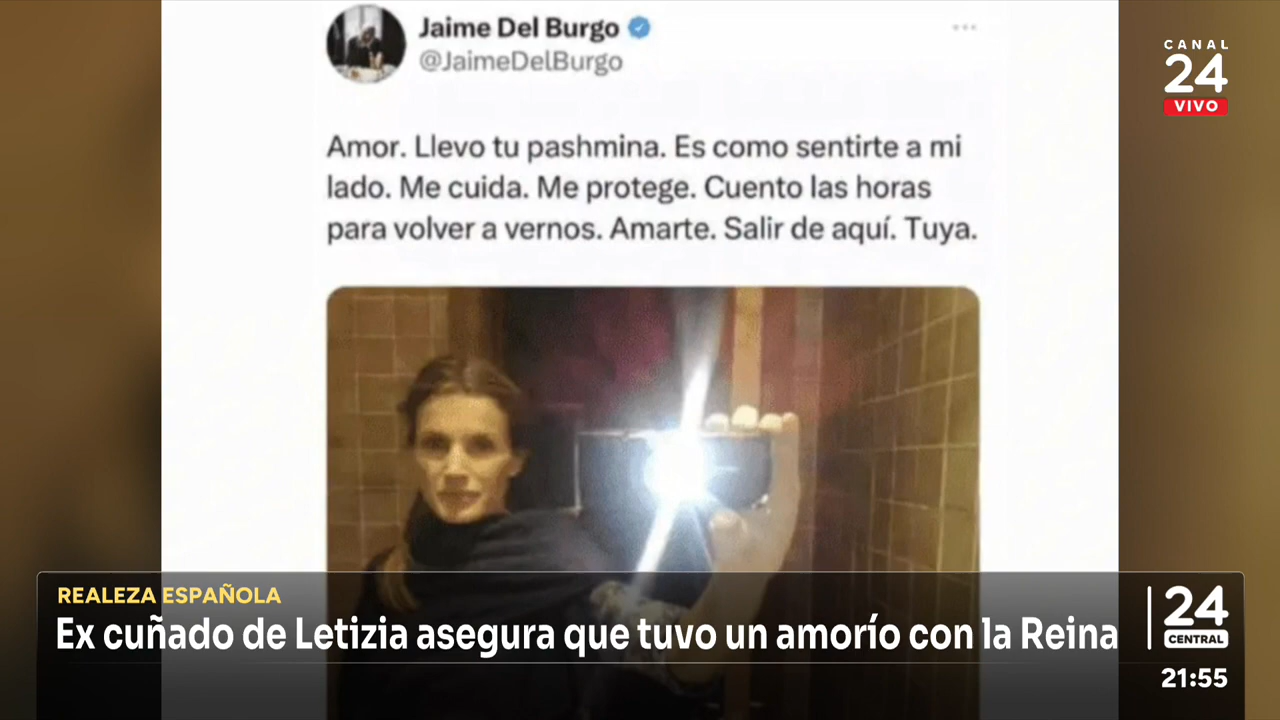 Jaime Del Burgo
@JaimeDelBurgo
CANAL
24
VIVO
Amor. Llevo tu pashmina. Es como sentirte a mi
lado. Me cuida. Me protege. Cuento las horas
para volver a vernos. Amarte. Salir de aquí. Tuya.
REALEZA ESPAÑOLA
Ex cuñado de Letizia asegura que tuvo un amorío con la Reina
24
CENTRAL
21:55